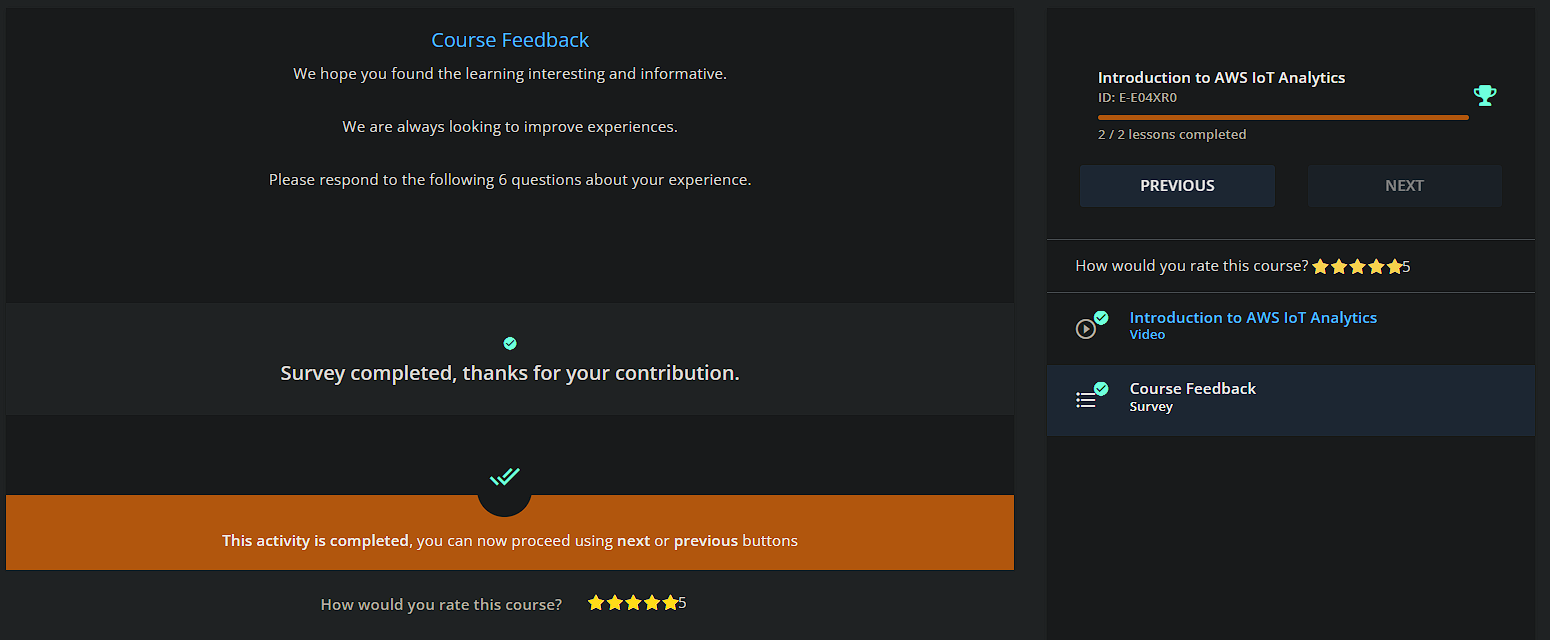 Course Feedback
We hope you found the learning interesting and informative.
We are always looking to improve experiences.
Please respond to the following 6 questions about your experience.
Survey completed, thanks for your contribution.
This activity is completed, you can now proceed using next or previous buttons
How would you rate this course? 5
Introduction to AWS IoT Analytics
ID: E-E04XR0
2 / 2 lessons completed
PREVIOUS
NEXT
How would you rate this course? 5
Introduction to AWS IoT Analytics
Video
Course Feedback
Survey